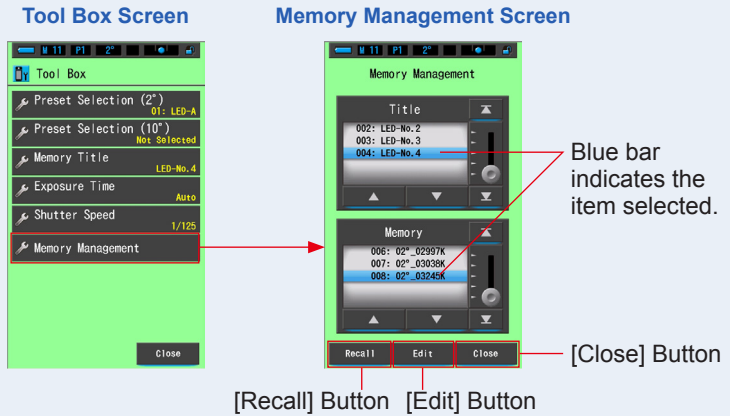 Tool Box Screen
Memory Management Screen
M 11 P1 2°
Tool Box
Preset Selection (2°)
01: LED-A
Preset Selection (10°)
Not Selected
Memory Title
LED-No.4
Exposure Time
Auto
Shutter Speed
1/125
Memory Management
Close
M 11 P1 2°
Memory Management
Title
002: LED-No.2
003: LED-No.3
004: LED-No.4
Memory
006: 02°_02997K
007: 02°_03038K
008: 02°_03245K
Recall Edit Close
Blue bar
indicates the
item selected.
[Close] Button
[Recall] Button [Edit] Button